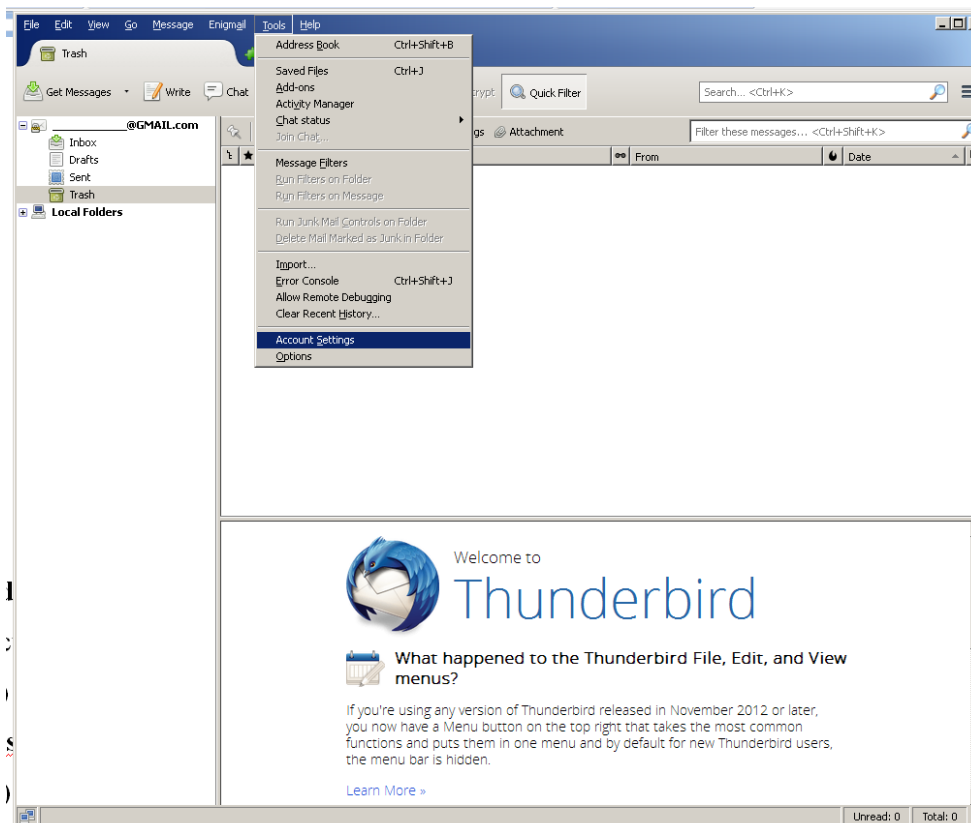 File Edit View Go Message Enigmail Tools Help
Trash
Address Book Ctrl+Shift+B
Saved Files Ctrl+J
Add-ons
Activity Manager
Chat status
Join Chat...
Message Filters
Run Filters on Folder
Run Filters on Message
Run Junk Mail Controls on Folder
Delete Mail Marked as Junk in Folder
Import...
Error Console Ctrl+Shift+J
Allow Remote Debugging
Clear Recent History...
Account Settings
Options
Get Messages Write Chat
crypt Quick Filter Search... <Ctrl+K>
@GMAIL.com
Inbox
Drafts
Sent
Trash
Local Folders
gs Attachment Filter these messages... <Ctrl+Shift+K>
From Date
Welcome to
Thunderbird
What happened to the Thunderbird File, Edit, and View
menus?
If you're using any version of Thunderbird released in November 2012 or later,
you now have a Menu button on the top right that takes the most common
functions and puts them in one menu and by default for new Thunderbird users,
the menu bar is hidden.
Learn More »
Unread: 0 Total: 0